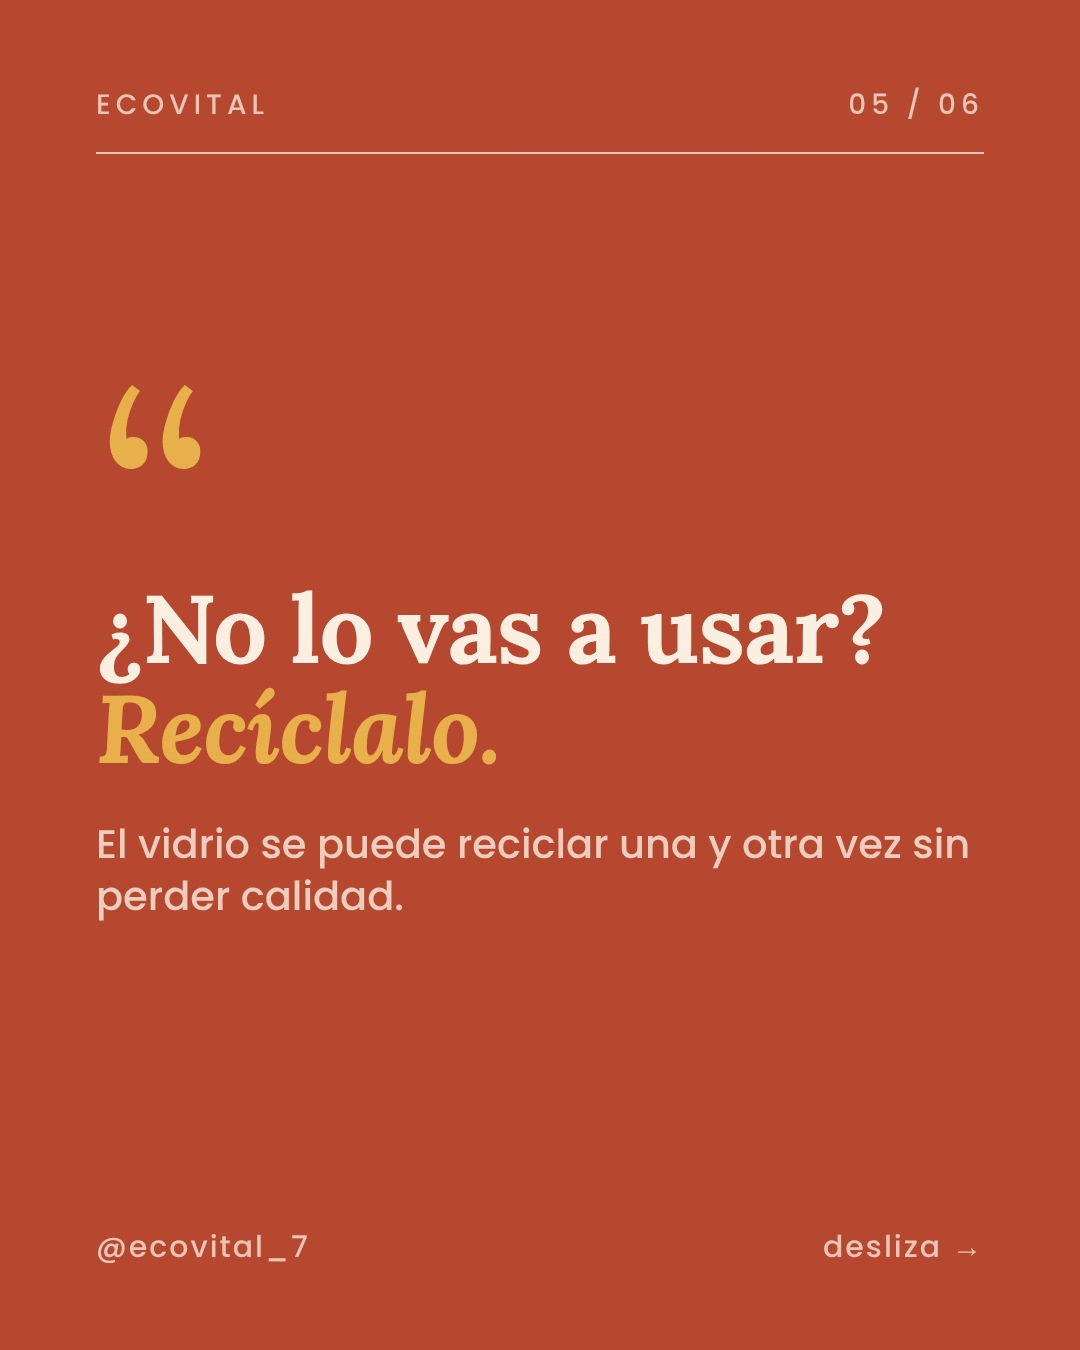 ECOVITAL
05 / 06
“
¿No lo vas a usar?
Recíclalo.
El vidrio se puede reciclar una y otra vez sin
perder calidad.
@ecovital_7
desliza →